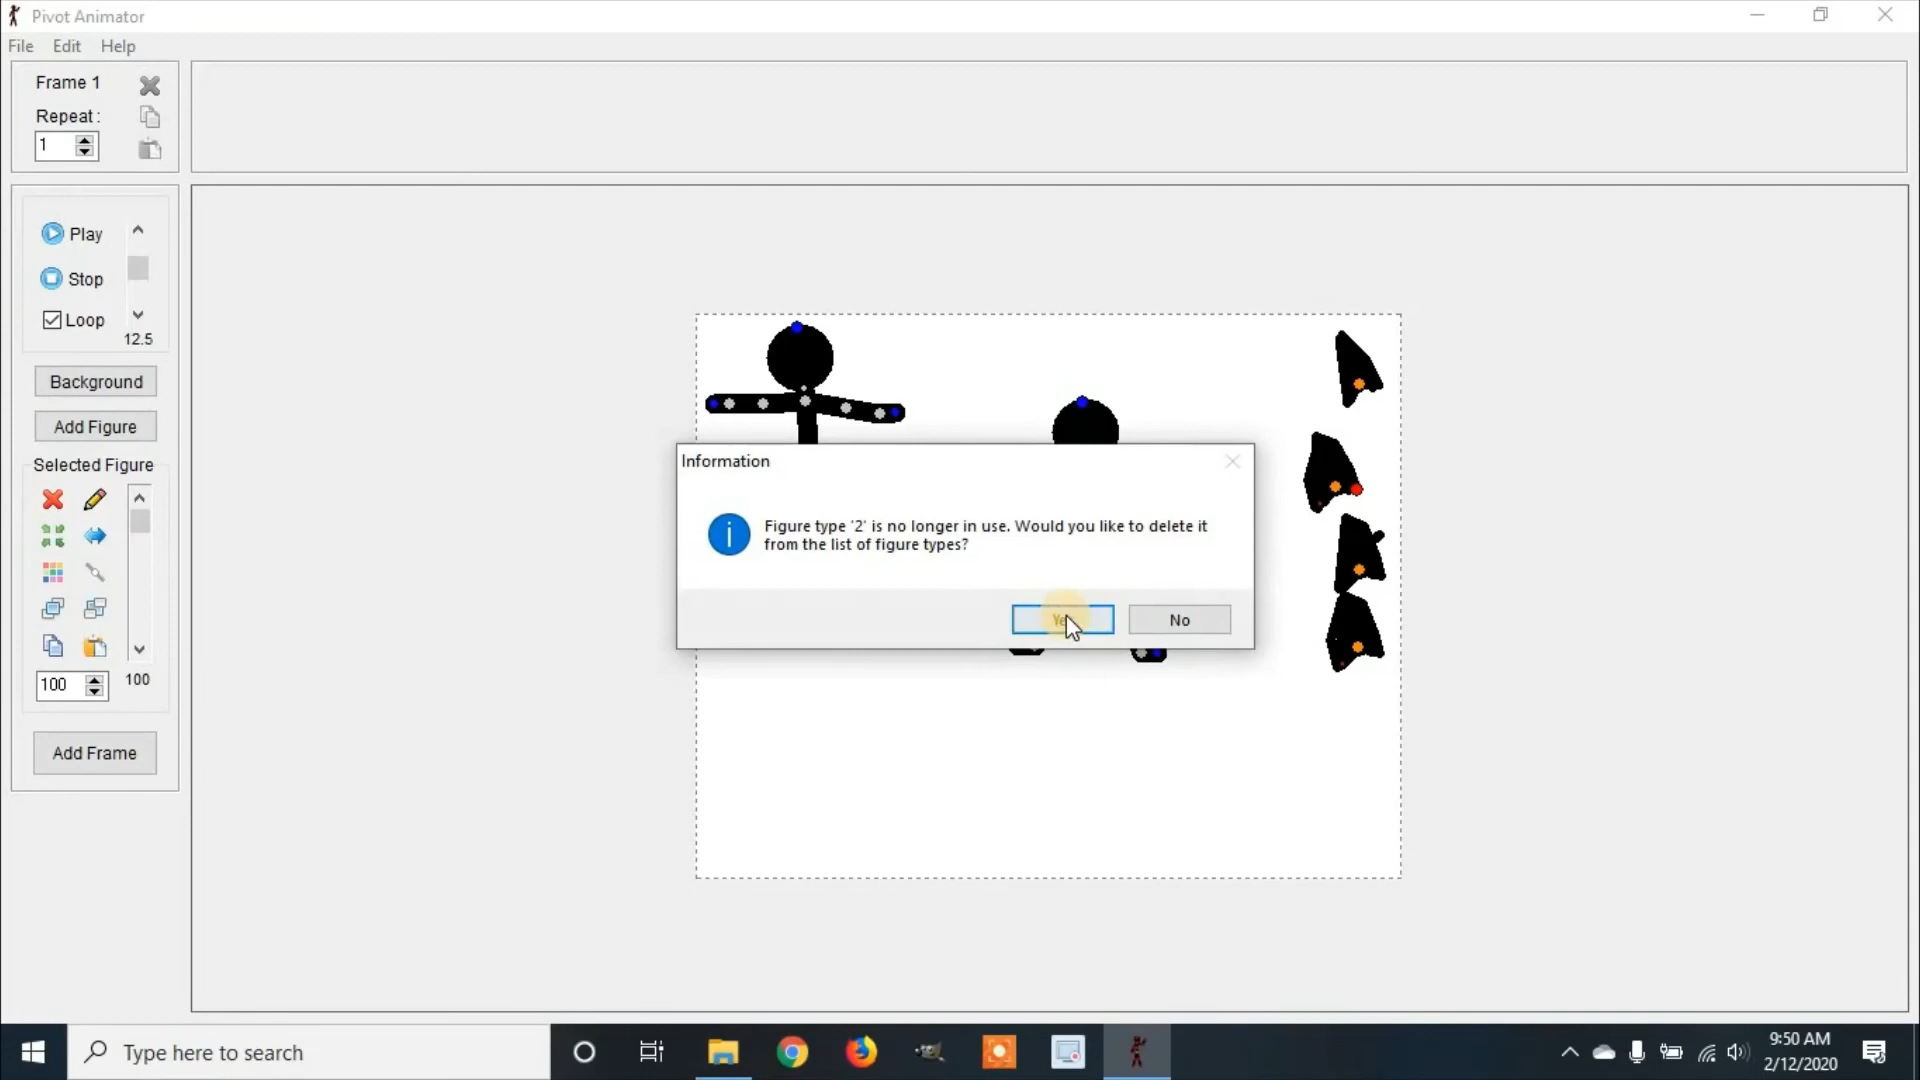 Pivot Animator
File Edit Help
Frame 1
Repeat :
1
Play
Stop
Loop
12.5
Background
Add Figure
Selected Figure
100
100
Add Frame
Information
Figure type '2' is no longer in use. Would you like to delete it
from the list of figure types?
No
Type here to search
9:50 AM
2/12/2020